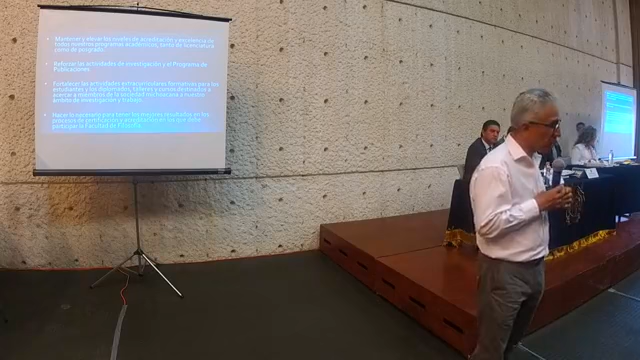 Mantener y elevar los niveles de acreditación y excelencia de
todos nuestros programas académicos, tanto de licenciatura
como de posgrado.
Reforzar las actividades de investigación y el Programa de
Publicaciones.
Fortalecer las actividades extracurriculares formativas para los
estudiantes y los diplomados, talleres y cursos destinados a
acercar a miembros de la sociedad michoacana a nuestro
ámbito de investigación y trabajo.
Hacer lo necesario para tener los mejores resultados en los
procesos de certificación y acreditación en los que debe
participar la Facultad de Filosofía.